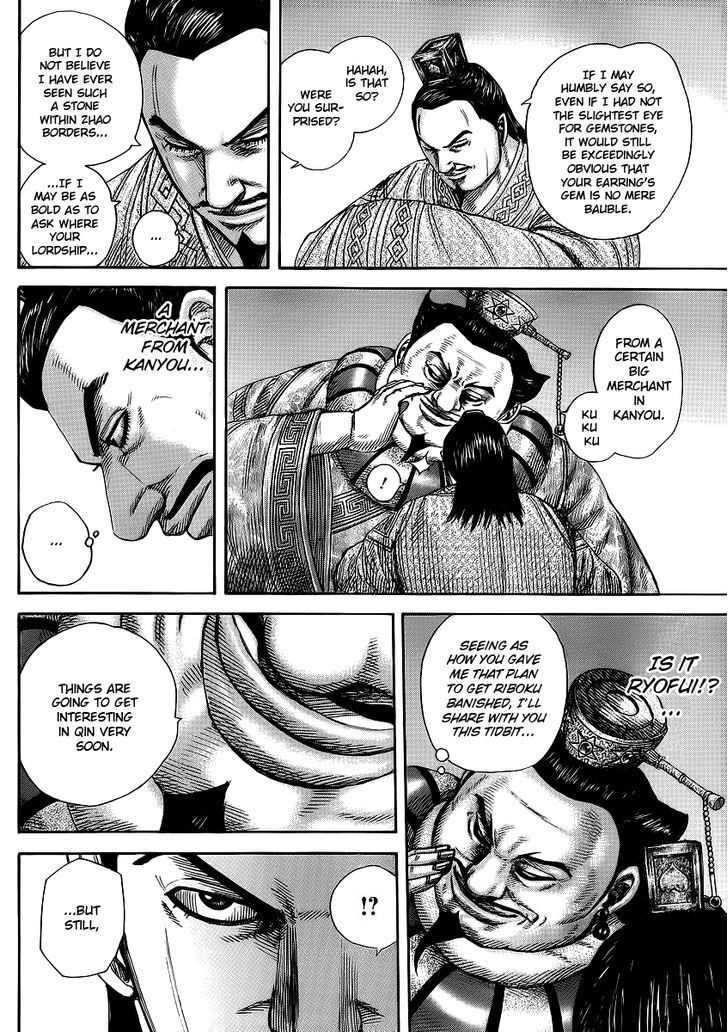 IF I MAY
HUMBLY SAY SO,
EVEN IF I HAD NOT
THE SLIGHTEST EYE
FOR GEMSTONES,
IT WOULD STILL
BE EXCEEDINGLY
OBVIOUS THAT
YOUR EARRING'S
GEM IS NO MERE
BAUBLE.
HAHAH,
IS THAT
SO?
WERE
YOU SUR-
PRISED?
BUT I DO
NOT BELIEVE
I HAVE EVER
SEEN SUCH
A STONE
WITHIN ZHAO
BORDERS...
...IF I
MAY BE AS
BOLD AS TO
ASK WHERE
YOUR
LORDSHIP...
...
FROM A
CERTAIN
BIG
MERCHANT
IN
KANYOU.
KU
KU
KU
!
A
MERCHANT
FROM
KANYOU...
...
IS IT
RYOFUI!?
...
SEEING AS
HOW YOU GAVE
ME THAT PLAN
TO GET RIBOKU
BANISHED, I'LL
SHARE WITH YOU
THIS TIDBIT...
THINGS ARE
GOING TO GET
INTERESTING
IN QIN VERY
SOON.
!?
...BUT
STILL,